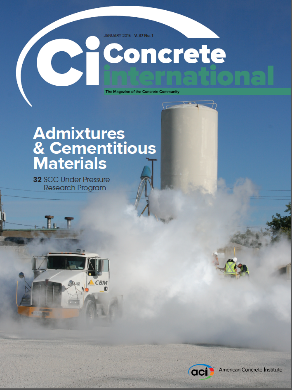 Ci Concrete
international
The Magazine of the Concrete Community
Admixtures
& Cementitious
Materials
32 SCC Under Pressure
Research Program
CBM
aci American Concrete Institute